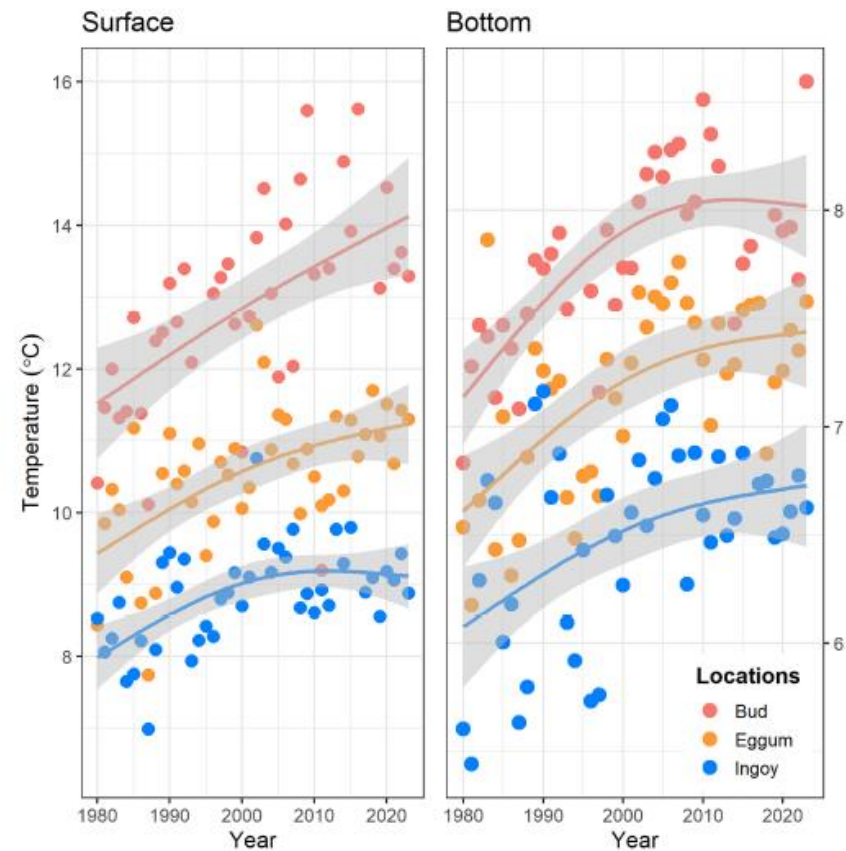 Surface
Bottom
Temperature (°C)
16
14
12
10
8
8
7
6
Locations
Bud
Eggum
Ingoy
1980 1990 2000 2010 2020
1980 1990 2000 2010 2020
Year
Year